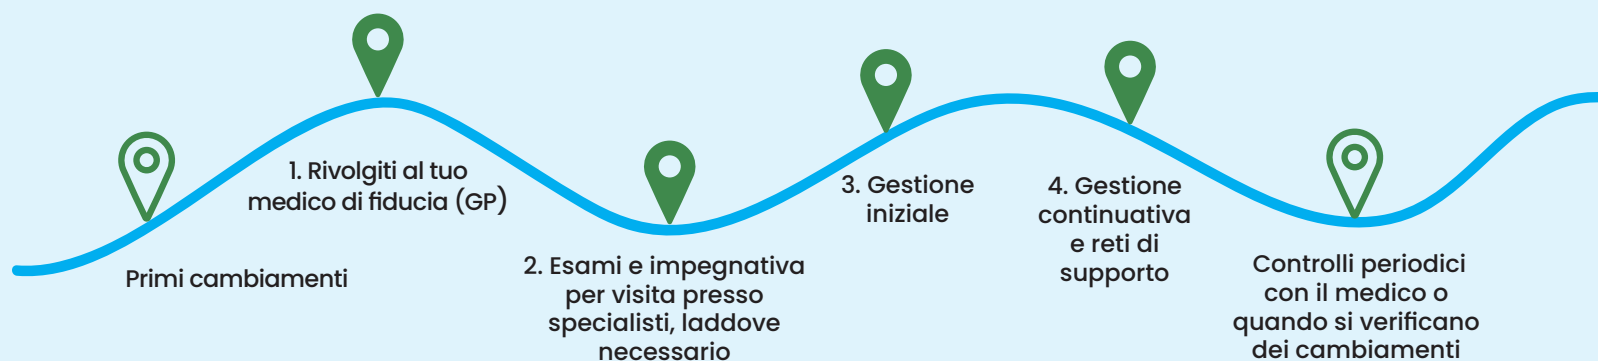 Primi cambiamenti
1. Rivolgiti al tuo
medico di fiducia (GP)
2. Esami e impegnativa
per visita presso
specialisti, laddove
necessario
3. Gestione
iniziale
4. Gestione
continuativa
e reti di
supporto
Controlli periodici
con il medico o
quando si verificano
dei cambiamenti